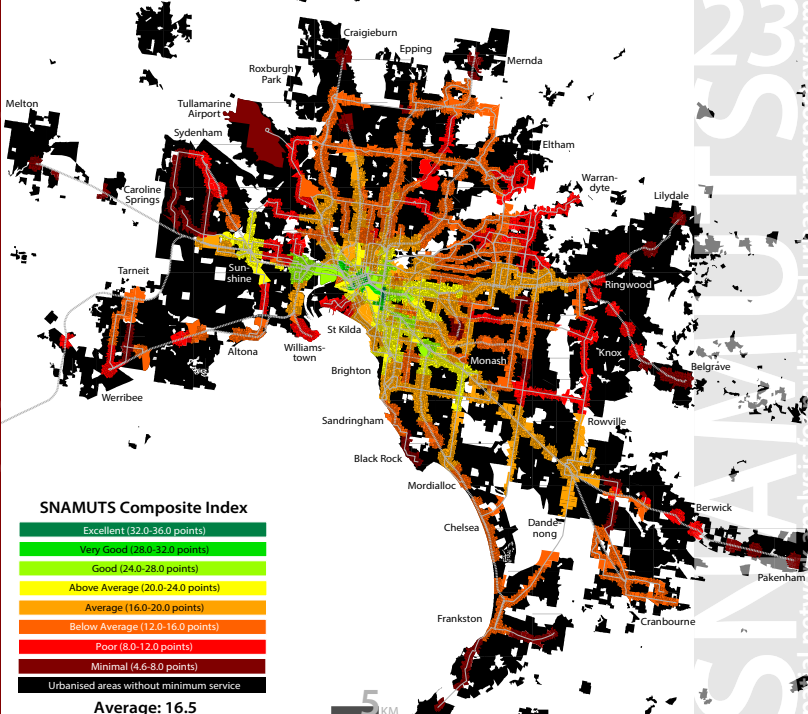 Craigieburn
Epping
Mernda
Roxburgh
Park
Melton
Tullamarine
Airport
Sydenham
Eltham
Warran-
dyte
Caroline
Springs
Lilydale
Tarneit
Sun-
shine
Ringwood
St Kilda
Altona
Williams-
town
Monash
Knox
Brighton
Belgrave
Werribee
Sandringham
Rowville
Black Rock
Mordialloc
Berwick
Chelsea
Dande-
nong
Pakenham
Frankston
Cranbourne
SNAMUTS Composite Index
Excellent (32.0-36.0 points)
Very Good (28.0-32.0 points)
Good (24.0-28.0 points)
Above Average (20.0-24.0 points)
Average (16.0-20.0 points)
Below Average (12.0-16.0 points)
Poor (8.0-12.0 points)
Minimal (4.6-8.0 points)
Urbanised areas without minimum service
Average: 16.5
5 KM
SNAMUTS 23